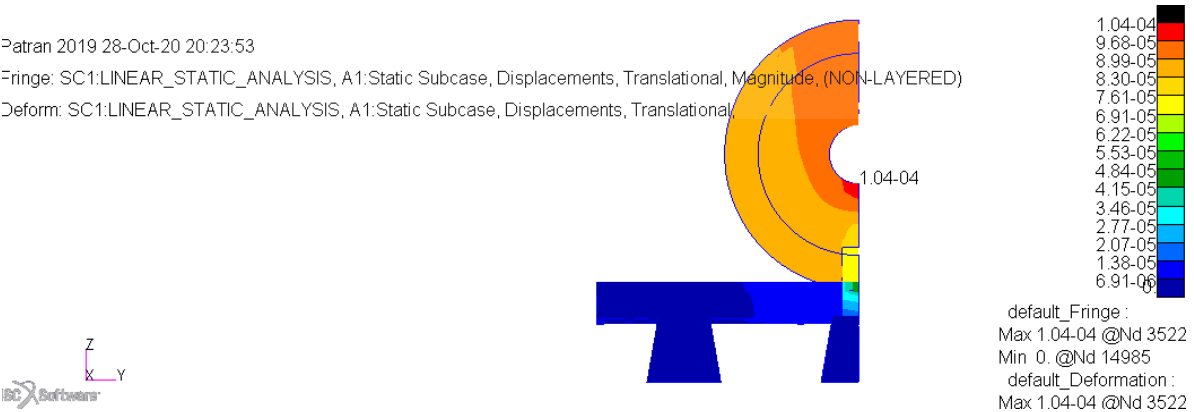 Patran 2019 28-Oct-20 20:23:53
Fringe: SC1:LINEAR_STATIC_ANALYSIS, A1:Static Subcase, Displacements, Translational, Magnitude, (NON-LAYERED)
Deform: SC1:LINEAR_STATIC_ANALYSIS, A1:Static Subcase, Displacements, Translational,
1.04-04
1.04-04
9.68-05
8.99-05
8.30-05
7.61-05
6.91-05
6.22-05
5.53-05
4.84-05
4.15-05
3.46-05
2.77-05
2.07-05
1.38-05
6.91-06
0.
default_Fringe :
Max 1.04-04 @Nd 3522
Min 0. @Nd 14985
default_Deformation :
Max 1.04-04 @Nd 3522
Z
X Y
SC Software